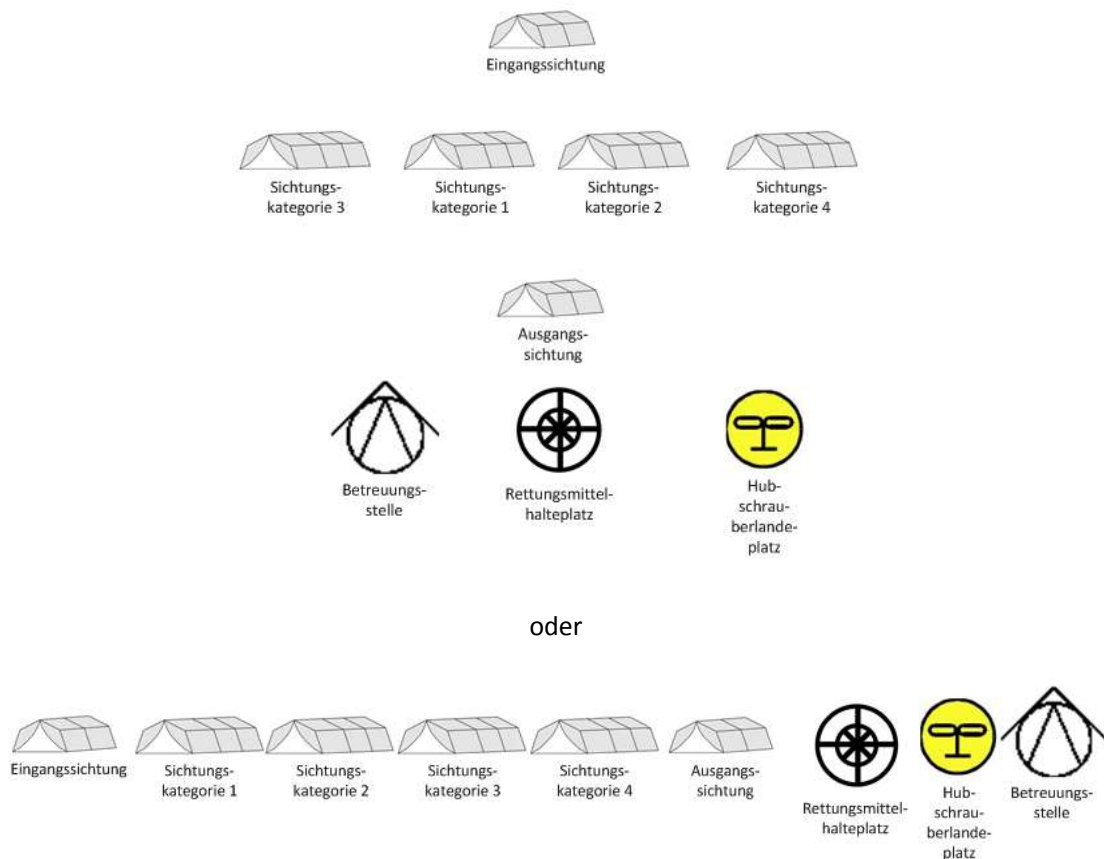 Eingangssichtung
Sichtungs-
kategorie 3
Sichtungs-
kategorie 1
Sichtungs-
kategorie 2
Sichtungs-
kategorie 4
Ausgangs-
sichtung
Betreuungs-
stelle
Rettungsmittel-
halteplatz
Hub-
schrau-
berlande-
platz
oder
Eingangssichtung
Sichtungs-
kategorie 1
Sichtungs-
kategorie 2
Sichtungs-
kategorie 3
Sichtungs-
kategorie 4
Ausgangs-
sichtung
Rettungsmittel-
halteplatz
Hub-
schrau-
berlande-
platz
Betreuungs-
stelle